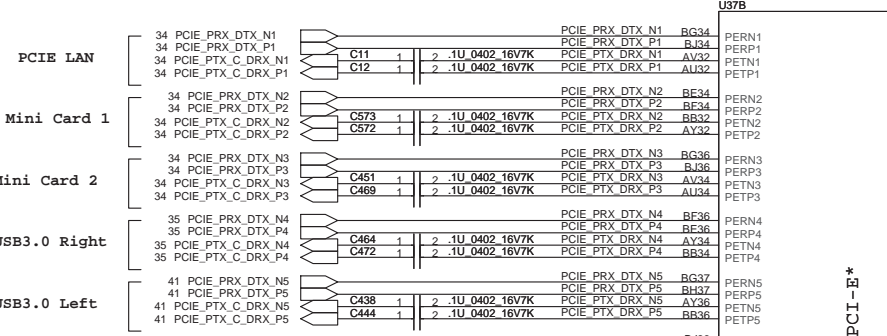 U37B
PCIE LAN
34 PCIE_PRX_DTX_N1 PCIE_PRX_DTX_N1 BG34 PERN1
34 PCIE_PRX_DTX_P1 PCIE_PRX_DTX_P1 BJ34 PERP1
34 PCIE_PTX_C_DRX_N1 C11 1 2 .1U_0402_16V7K PCIE_PTX_DRX_N1 AV32 PETN1
34 PCIE_PTX_C_DRX_P1 C12 1 2 .1U_0402_16V7K PCIE_PTX_DRX_P1 AU32 PETP1
Mini Card 1
34 PCIE_PRX_DTX_N2 PCIE_PRX_DTX_N2 BE34 PERN2
34 PCIE_PRX_DTX_P2 PCIE_PRX_DTX_P2 BF34 PERP2
34 PCIE_PTX_C_DRX_N2 C573 1 2 .1U_0402_16V7K PCIE_PTX_DRX_N2 BB32 PETN2
34 PCIE_PTX_C_DRX_P2 C572 1 2 .1U_0402_16V7K PCIE_PTX_DRX_P2 AY32 PETP2
Mini Card 2
34 PCIE_PRX_DTX_N3 PCIE_PRX_DTX_N3 BG36 PERN3
34 PCIE_PRX_DTX_P3 PCIE_PRX_DTX_P3 BJ36 PERP3
34 PCIE_PTX_C_DRX_N3 C451 1 2 .1U_0402_16V7K PCIE_PTX_DRX_N3 AV34 PETN3
34 PCIE_PTX_C_DRX_P3 C469 1 2 .1U_0402_16V7K PCIE_PTX_DRX_P3 AU34 PETP3
USB3.0 Right
35 PCIE_PRX_DTX_N4 PCIE_PRX_DTX_N4 BF36 PERN4
35 PCIE_PRX_DTX_P4 PCIE_PRX_DTX_P4 BE36 PERP4
35 PCIE_PTX_C_DRX_N4 C464 1 2 .1U_0402_16V7K PCIE_PTX_DRX_N4 AY34 PETN4
35 PCIE_PTX_C_DRX_P4 C472 1 2 .1U_0402_16V7K PCIE_PTX_DRX_P4 BB34 PETP4
USB3.0 Left
41 PCIE_PRX_DTX_N5 PCIE_PRX_DTX_N5 BG37 PERN5
41 PCIE_PRX_DTX_P5 PCIE_PRX_DTX_P5 BH37 PERP5
41 PCIE_PTX_C_DRX_N5 C438 1 2 .1U_0402_16V7K PCIE_PTX_DRX_N5 AY36 PETN5
41 PCIE_PTX_C_DRX_P5 C444 1 2 .1U_0402_16V7K PCIE_PTX_DRX_P5 BB36 PETP5
PCI-E*